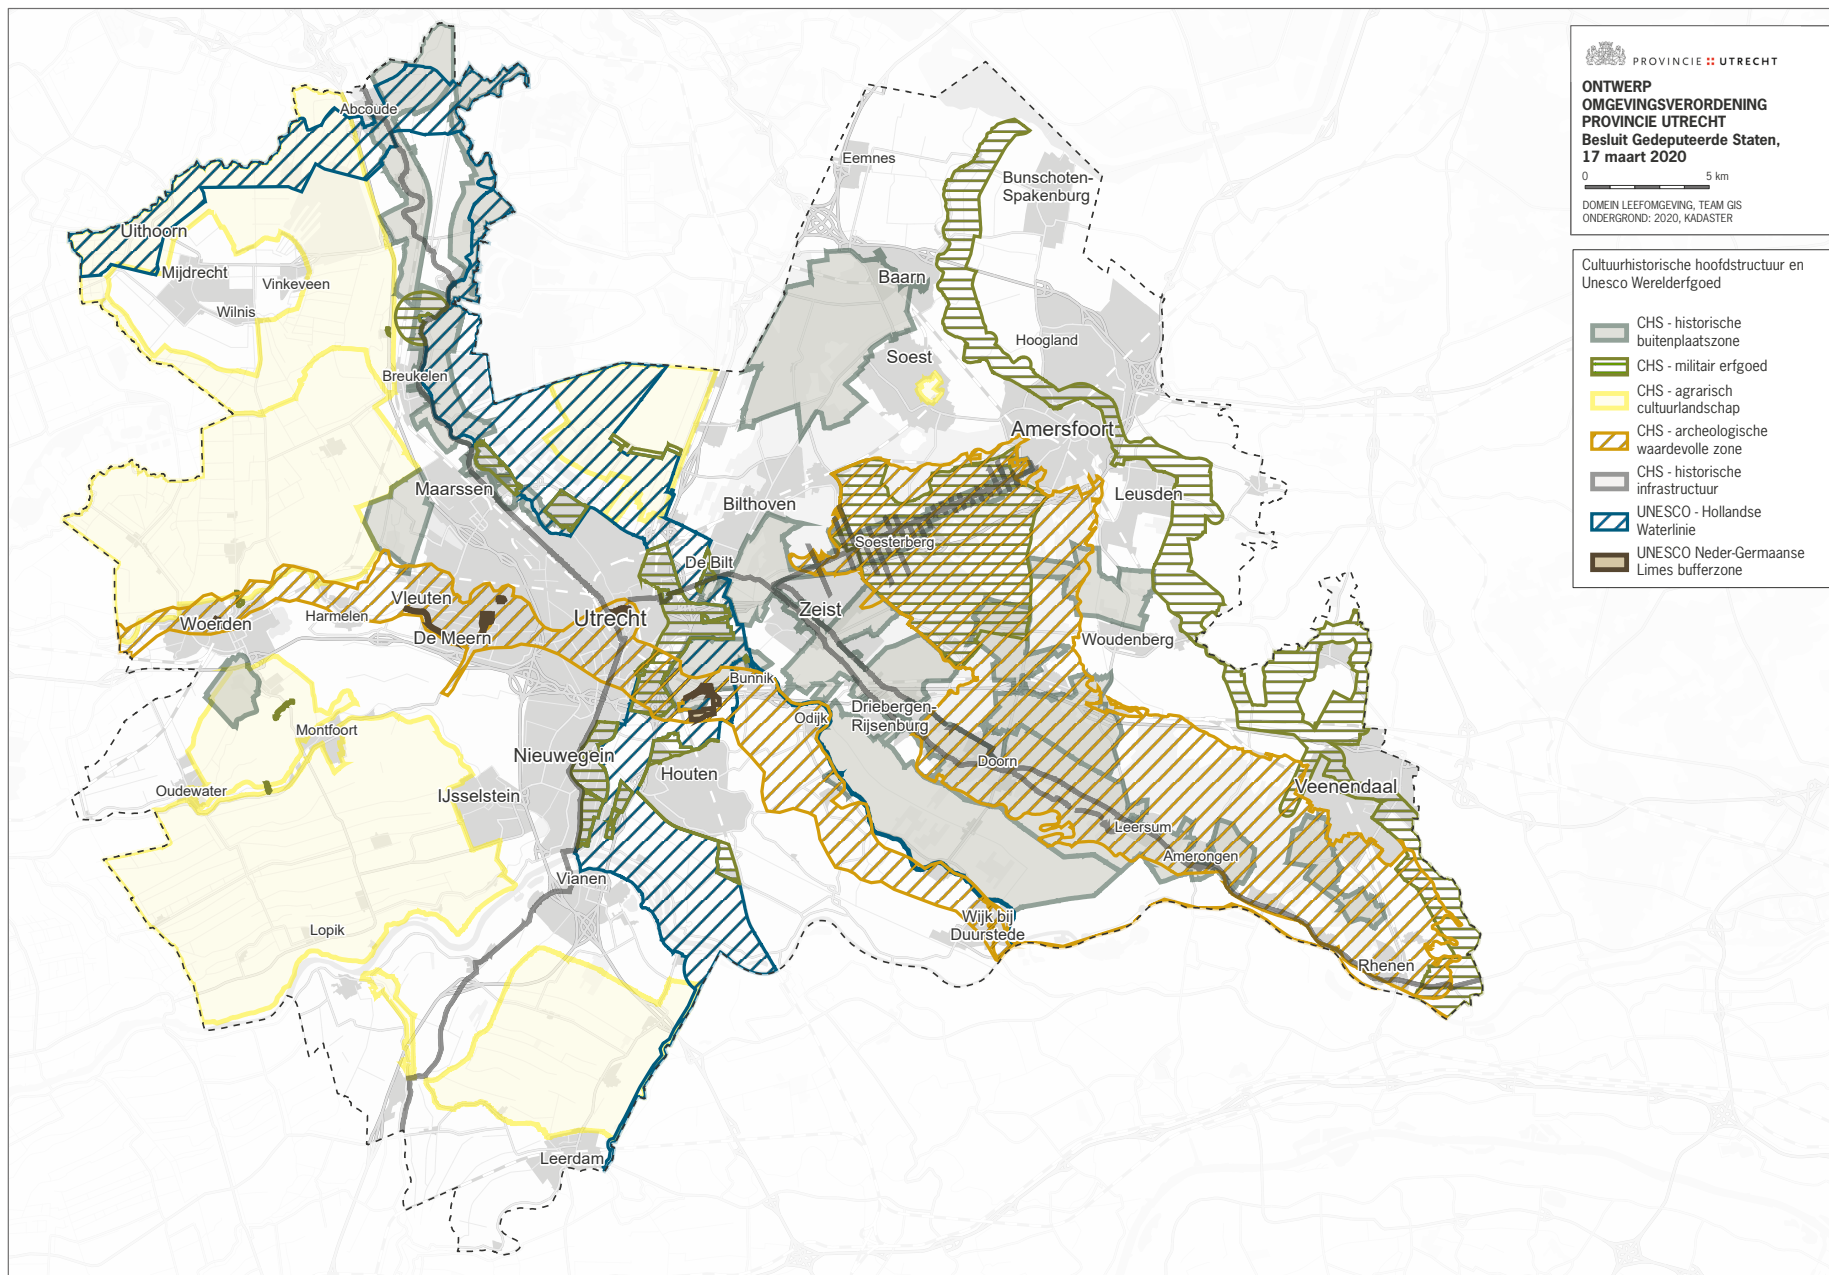 PROVINCIE UTRECHT
ONTWERP
OMGEVINGSVERORDENING
PROVINCIE UTRECHT
Besluit Gedeputeerde Staten,
17 maart 2020
0 5 km
DOMEIN LEEFOMGEVING, TEAM GIS
ONDERGROND: 2020, KADASTER
Cultuurhistorische hoofdstructuur en
Unesco Werelderfgoed
CHS - historische
buitenplaatszone
CHS - militair erfgoed
CHS - agrarisch
cultuurlandschap
CHS - archeologische
waardevolle zone
CHS - historische
infrastructuur
UNESCO - Hollandse
Waterlinie
UNESCO Neder-Germaanse
Limes bufferzone
Abcoude
Eemnes
Bunschoten-
Spakenburg
Uithoorn
Mijdrecht
Vinkeveen
Wilnis
Baarn
Hoogland
Soest
Breukelen
Amersfoort
Maarssen
Leusden
Bilthoven
Soesterberg
De Bilt
Vleuten
Zeist
Harmelen
Utrecht
Woerden
De Meern
Woudenberg
Bunnik
Driebergen-
Rijsenburg
Odijk
Montfoort
Nieuwegein
Doorn
Houten
Veenendaal
Oudewater
IJsselstein
Leersum
Amerongen
Vianen
Wijk bij
Duurstede
Lopik
Rhenen
Leerdam